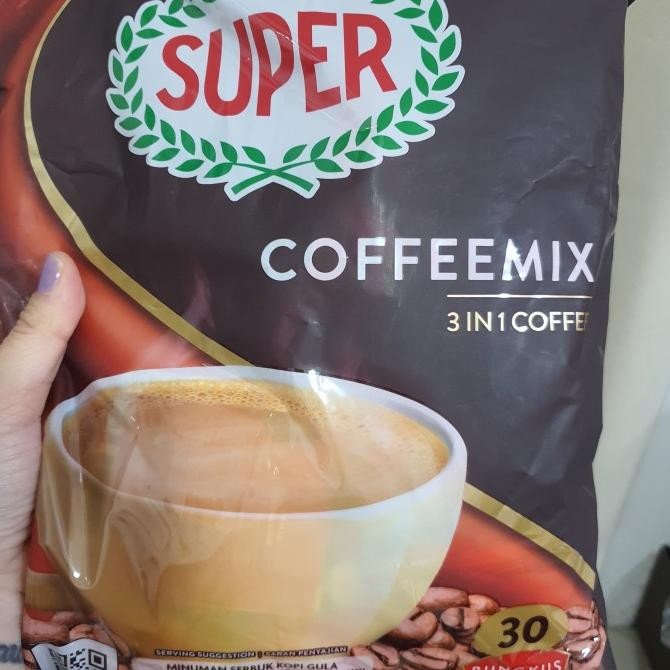 SUPER
COFFEEMIX
3 IN 1 COFFEE
30
BUNGKUS
SERVING SUGGESTION SARAN PENYAJIAN
MINUMAN SERBUK KOPI GULA